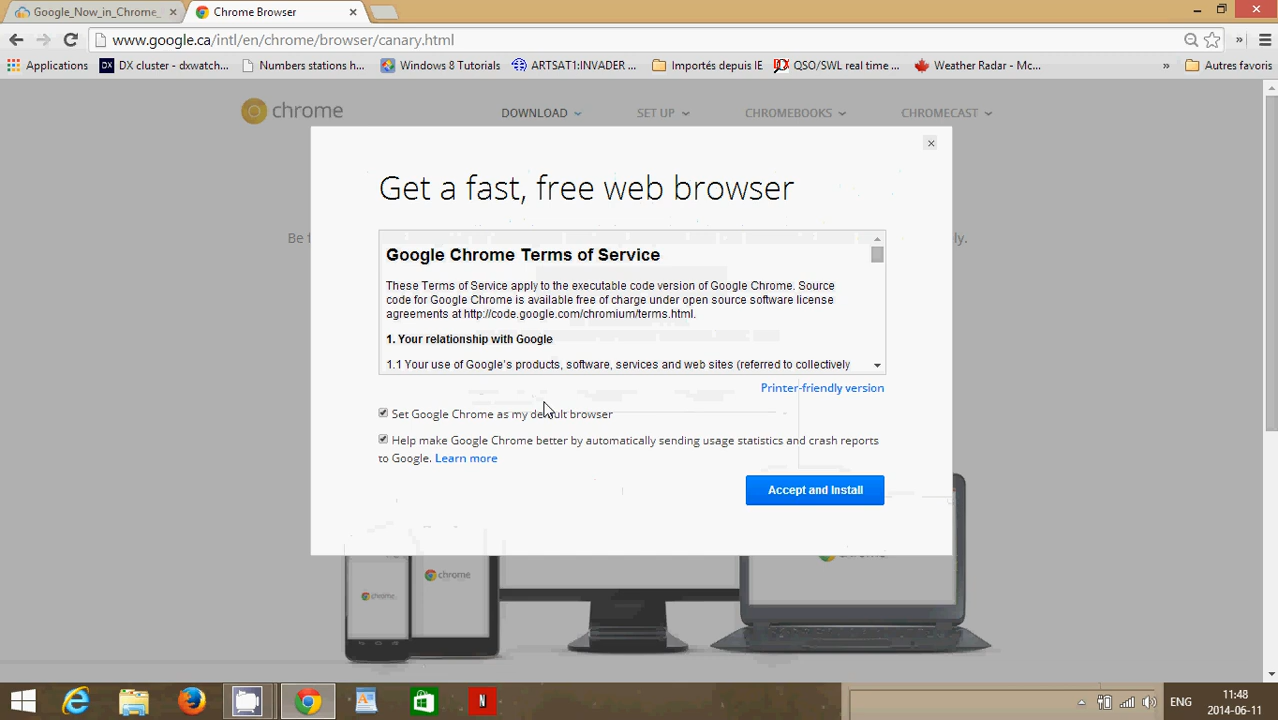 Google_Now_in_Chrome_
Chrome Browser
www.google.ca/intl/en/chrome/browser/canary.html
Applications
DX
DX cluster - dxwatch...
Numbers stations h...
Windows 8 Tutorials
ARTSAT1:INVADER ...
Importés depuis IE
QSO/SWL real time ...
Weather Radar - Mc...
»
Autres favoris
chrome
DOWNLOAD
SET UP
CHROMEBOOKS
CHROMECAST
Get a fast, free web browser
Google Chrome Terms of Service
These Terms of Service apply to the executable code version of Google Chrome. Source
code for Google Chrome is available free of charge under open source software license
agreements at http://code.google.com/chromium/terms.html.
1. Your relationship with Google
1.1 Your use of Google's products, software, services and web sites (referred to collectively
Printer-friendly version
Set Google Chrome as my default browser
Help make Google Chrome better by automatically sending usage statistics and crash reports
to Google. Learn more
Accept and Install
chrome
chrome
N
ENG
11:48
2014-06-11